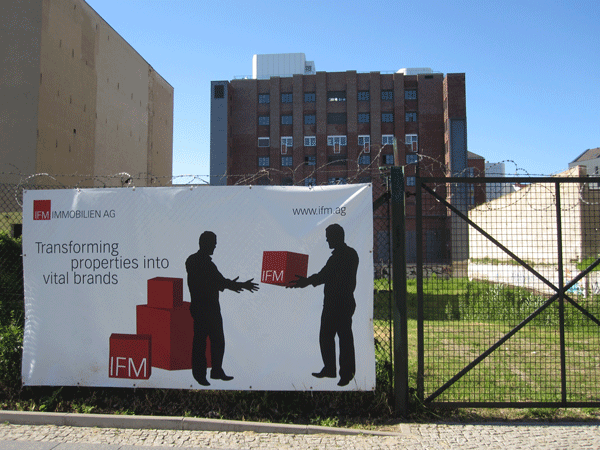 IFM IMMOBILIEN AG
www.ifm.ag
Transforming
properties into
vital brands
IFM
IFM